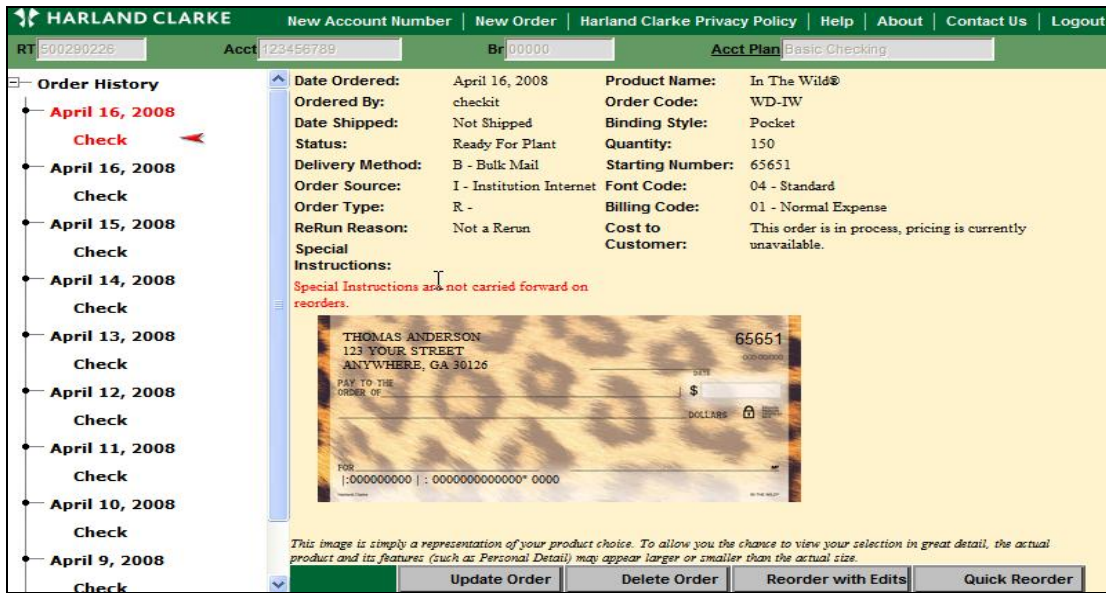 HARLAND CLARKE
New Account Number | New Order | Harland Clarke Privacy Policy | Help | About | Contact Us | Logout
RT 500290226 Acct 123456789 Br 00000 Acct Plan Basic Checking
Order History
April 16, 2008
Check
April 16, 2008
Check
April 15, 2008
Check
April 14, 2008
Check
April 13, 2008
Check
April 12, 2008
Check
April 11, 2008
Check
April 10, 2008
Check
April 9, 2008
Check
Date Ordered: April 16, 2008 Product Name: In The Wild®
Ordered By: checkit Order Code: WD-IW
Date Shipped: Not Shipped Binding Style: Pocket
Status: Ready For Plant Quantity: 150
Delivery Method: B - Bulk Mail Starting Number: 65651
Order Source: I - Institution Internet Font Code: 04 - Standard
Order Type: R - Billing Code: 01 - Normal Expense
ReRun Reason: Not a Rerun Cost to This order is in process, pricing is currently
Special Customer: unavailable.
Instructions:
Special Instructions are not carried forward on
reorders.
THOMAS ANDERSON 65651
123 YOUR STREET
ANYWHERE, GA 30126
DATE
PAY TO THE
ORDER OF $
DOLLARS
FOR
|:000000000 | : 0000000000000" 0000
Harland Clarke IN THE WILD®
This image is simply a representation of your product choice. To allow you the chance to view your selection in great detail, the actual
product and its features (such as Personal Detail) may appear larger or smaller than the actual size.
Update Order Delete Order Reorder with Edits Quick Reorder